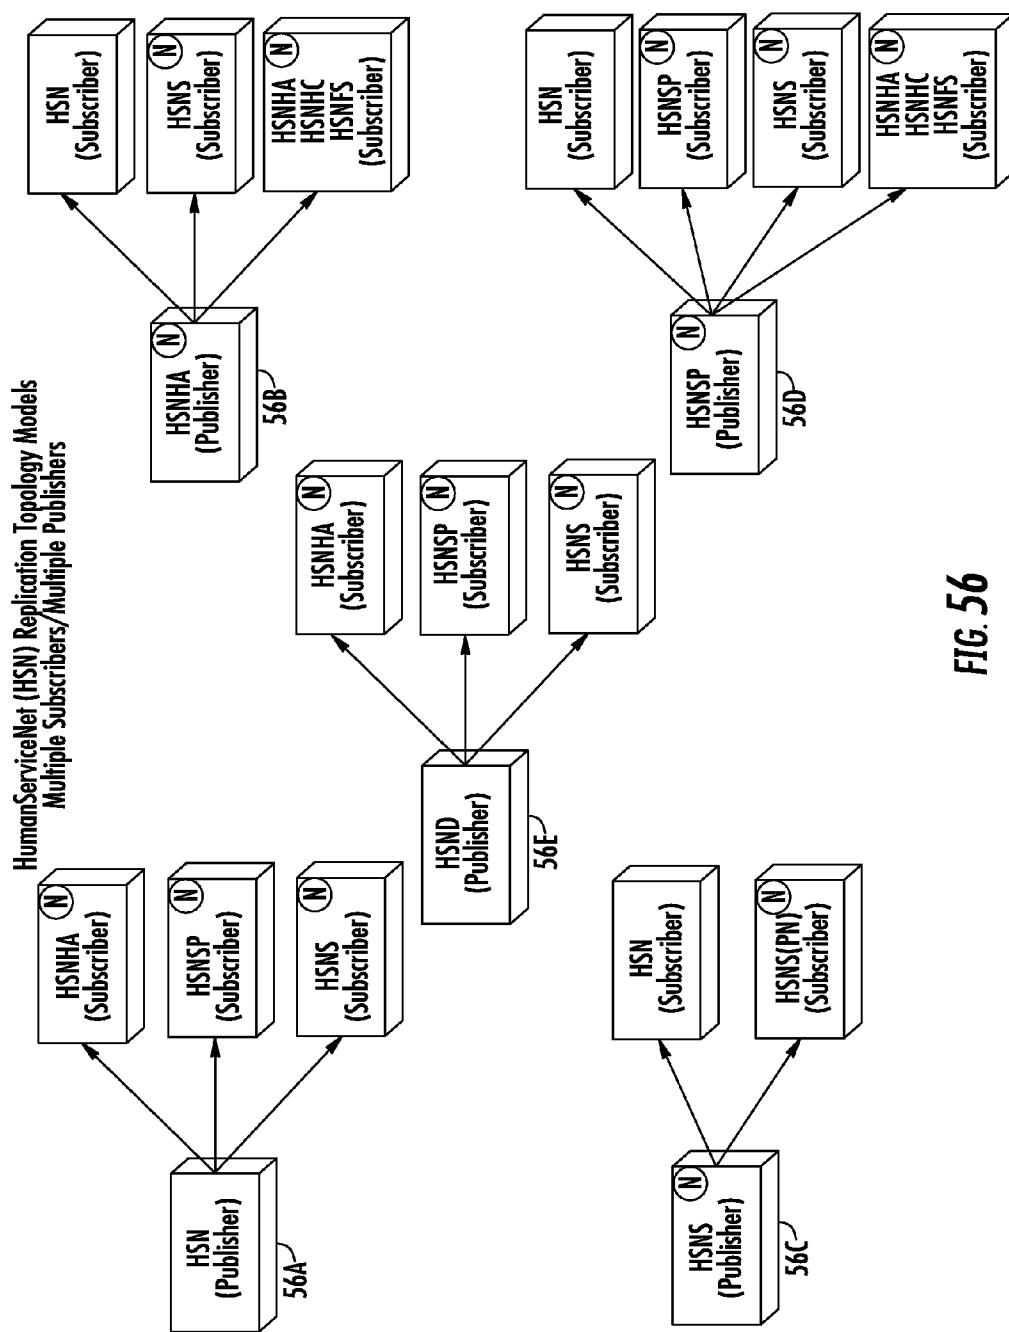 HumanServiceNet (HSN) Replication Topology Models
Multiple Subscribers/Multiple Publishers
HSN
(Publisher)
56A
N
HSNHA
(Subscriber)
N
HSNSP
(Subscriber)
N
HSNS
(Subscriber)
N
HSNHA
(Publisher)
56B
HSN
(Subscriber)
N
HSNS
(Subscriber)
N
HSNHA
HSNHC
HSNFS
(Subscriber)
HSND
(Publisher)
56E
N
HSNHA
(Subscriber)
N
HSNSP
(Subscriber)
N
HSNS
(Subscriber)
N
HSNS
(Publisher)
56C
HSN
(Subscriber)
N
HSNS(PN)
(Subscriber)
N
HSNSP
(Publisher)
56D
HSN
(Subscriber)
N
HSNSP
(Subscriber)
N
HSNS
(Subscriber)
N
HSNHA
HSNHC
HSNFS
(Subscriber)
FIG. 56